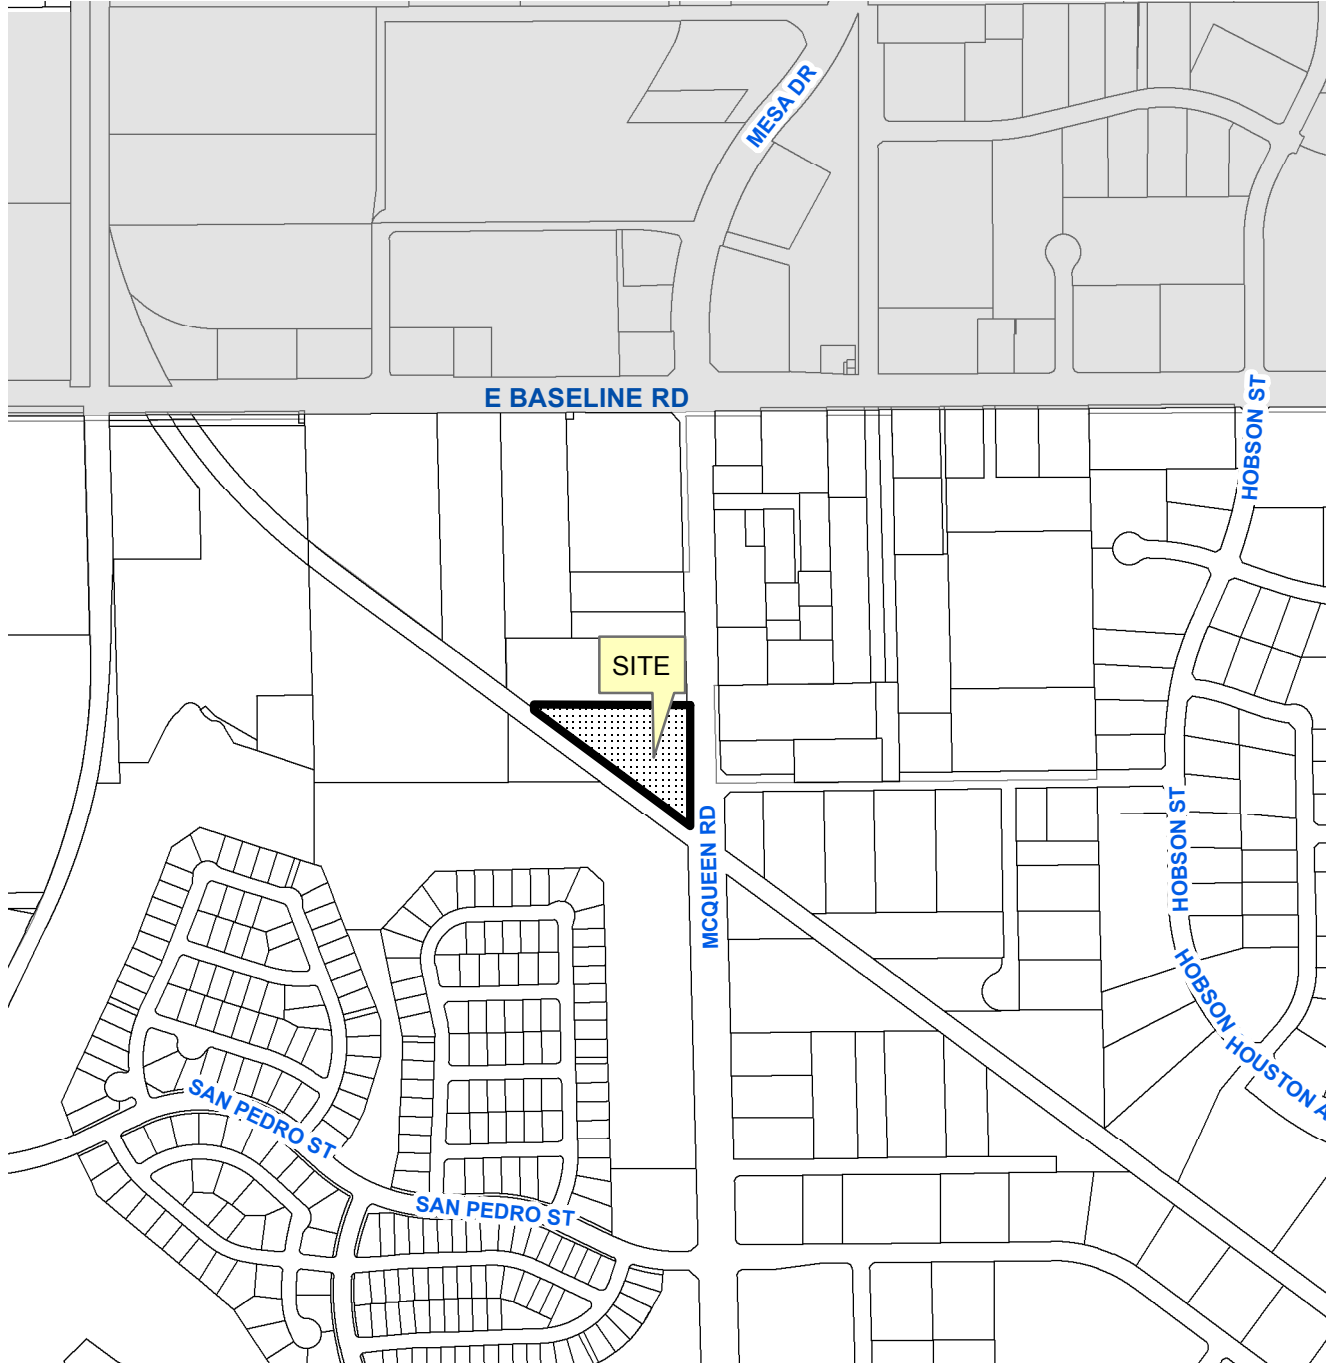 MESA DR
E BASELINE RD
HOBSON ST
SITE
MCQUEEN RD
HOBSON ST
HOBSON
HOUSTON A
SAN PEDRO ST
SAN PEDRO ST